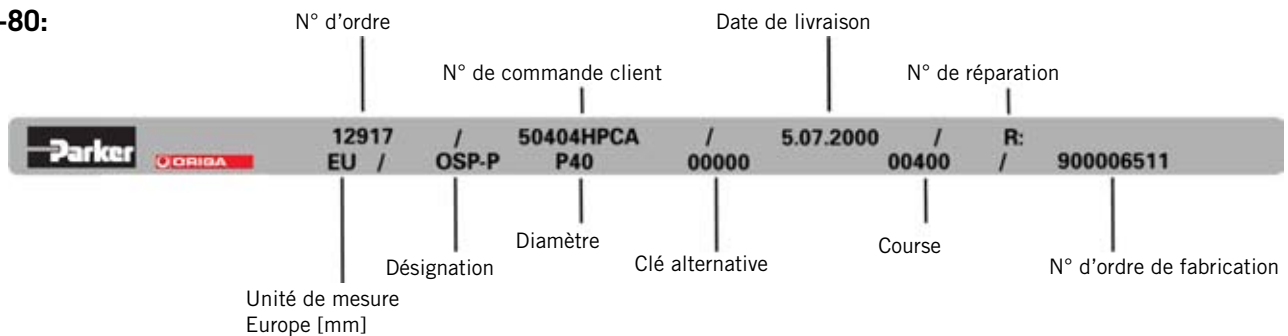 -80:
N° d'ordre
Date de livraison
N° de commande client
N° de réparation
Parker ORIGA
12917 / 50404HPCA / 5.07.2000 / R:
EU / OSP-P P40 00000 00400 / 900006511
Diamètre
Course
Désignation
Clé alternative
N° d'ordre de fabrication
Unité de mesure
Europe [mm]